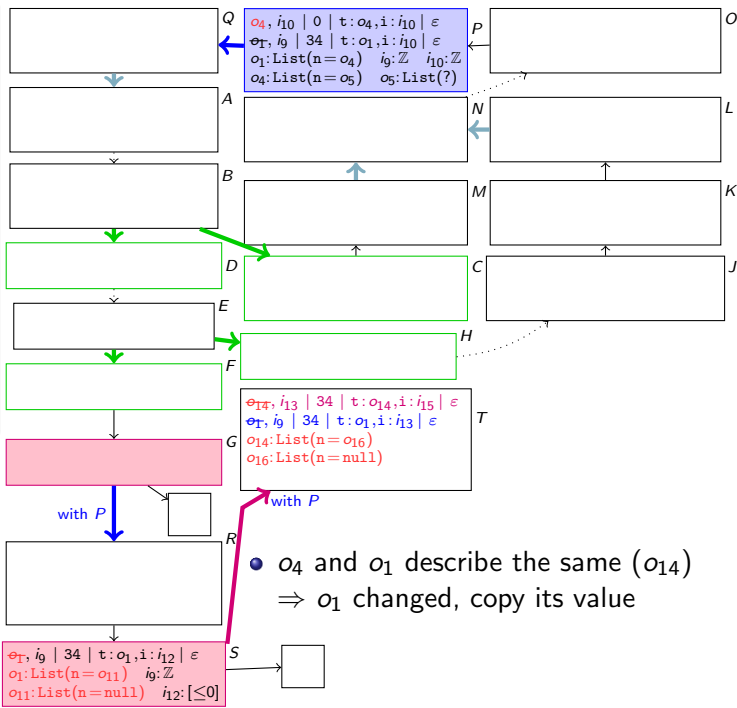 Q
o4, i10 | 0 | t:o4,i:i10 | ε
o1, i9 | 34 | t:o1,i:i10 | ε
o1:List(n=o4) i9:ℤ i10:ℤ
o4:List(n=o5) o5:List(?)
P
O
A
N
L
B
M
K
D
C
J
E
H
F
o14, i13 | 34 | t:o14,i:i15 | ε
o1, i9 | 34 | t:o1,i:i13 | ε
o14:List(n=o16)
o16:List(n=null)
T
G
with P
with P
R
o4 and o1 describe the same (o14)
⇒ o1 changed, copy its value
o1, i9 | 34 | t:o1,i:i12 | ε
o1:List(n=o11) i9:ℤ
o11:List(n=null) i12:[≤0]
S